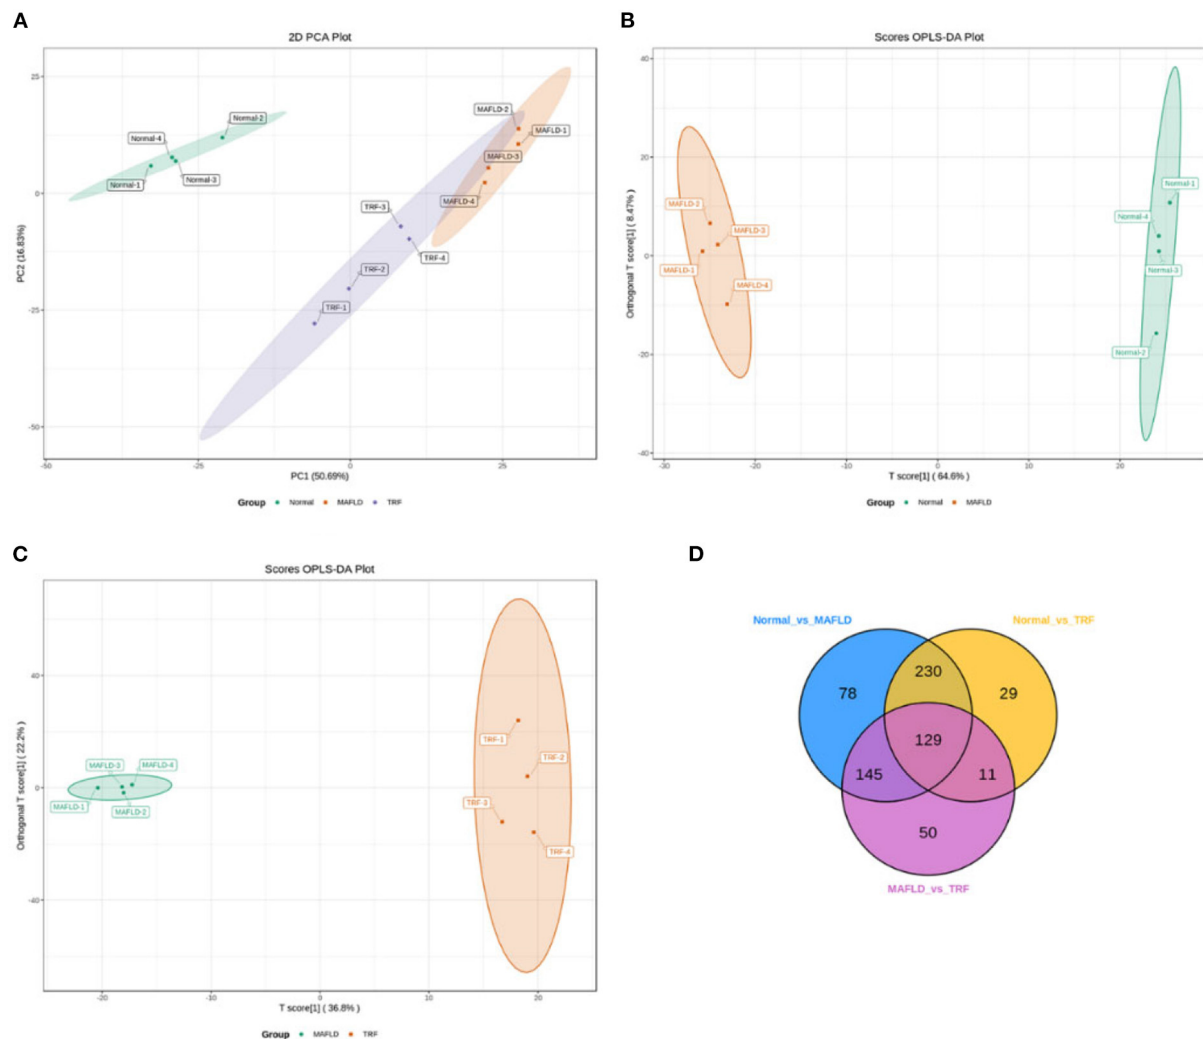 A
2D PCA Plot
25
0
-25
-50
PC2 (16.83%)
Normal-2
Normal-4
Normal-3
Normal-1
MAFLD-2
MAFLD-1
MAFLD-3
MAFLD-4
TRF-3
TRF-4
TRF-2
TRF-1
-50
-25
0
25
PC1 (50.69%)
Group Normal MAFLD TRF
B
Scores OPLS-DA Plot
40
20
0
-20
-40
Orthogonal T score[1] ( 8.47% )
MAFLD-2
MAFLD-3
MAFLD-1
MAFLD-4
Normal-1
Normal-4
Normal-3
Normal-2
-30
-20
-10
0
10
20
T score[1] ( 64.6% )
Group Normal MAFLD
C
Scores OPLS-DA Plot
40
0
-40
Orthogonal T score[1] ( 22.2% )
MAFLD-3
MAFLD-4
MAFLD-1
MAFLD-2
TRF-1
TRF-2
TRF-3
TRF-4
-20
-10
0
10
20
T score[1] ( 36.8% )
Group MAFLD TRF
D
Normal_vs_MAFLD
Normal_vs_TRF
78
230
29
129
145
11
50
MAFLD_vs_TRF